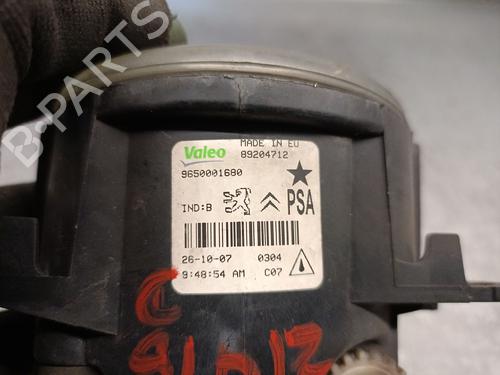 B-PARTS
Valeo
MADE IN EU
89204712
9650001680
IND:B
PSA
26-10-07 0304
9:48:54 AM C07
C